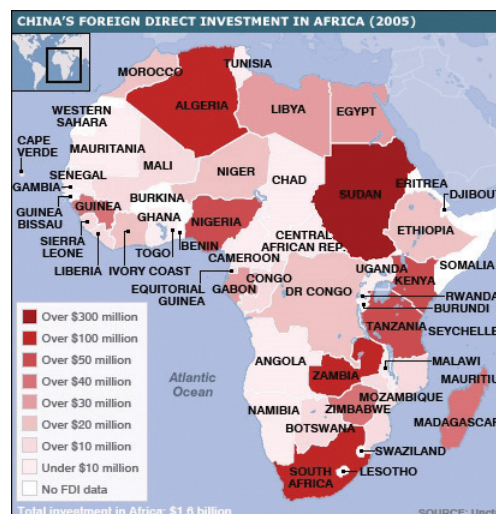 CHINA'S FOREIGN DIRECT INVESTMENT IN AFRICA (2005)
TUNISIA
MOROCCO
ALGERIA
LIBYA
EGYPT
WESTERN
SAHARA
CAPE
VERDE
MAURITANIA
MALI
NIGER
CHAD
SUDAN
ERITREA
DJIBOUT
SENEGAL
GAMBIA
GUINEA
BISSAU
GUINEA
SIERRA
LEONE
LIBERIA
IVORY COAST
BURKINA
GHANA
TOGO
BENIN
NIGERIA
CENTRAL
AFRICAN REP.
CAMEROON
EQUITORIAL
GUINEA
GABON
CONGO
DR CONGO
ETHIOPIA
SOMALIA
UGANDA
KENYA
RWANDA
BURUNDI
TANZANIA
SEYCHELLE
ANGOLA
ZAMBIA
MALAWI
MOZAMBIQUE
MAURITIU
MADAGASCAR
ZIMBABWE
NAMIBIA
BOTSWANA
SWAZILAND
SOUTH
AFRICA
LESOTHO
Atlantic
Ocean
Over $300 million
Over $100 million
Over $50 million
Over $40 million
Over $30 million
Over $20 million
Over $10 million
Under $10 million
No FDI data
Total investment in Africa: $1.6 billion
SOURCE: Unct